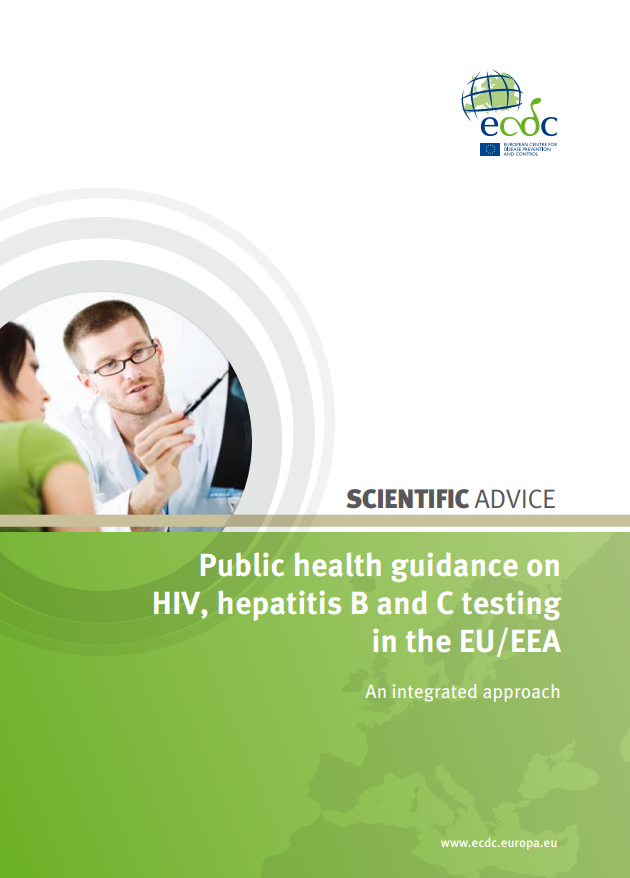 ecdc
EUROPEAN CENTRE FOR
DISEASE PREVENTION
AND CONTROL
SCIENTIFIC ADVICE
Public health guidance on
HIV, hepatitis B and C testing
in the EU/EEA
An integrated approach
www.ecdc.europa.eu